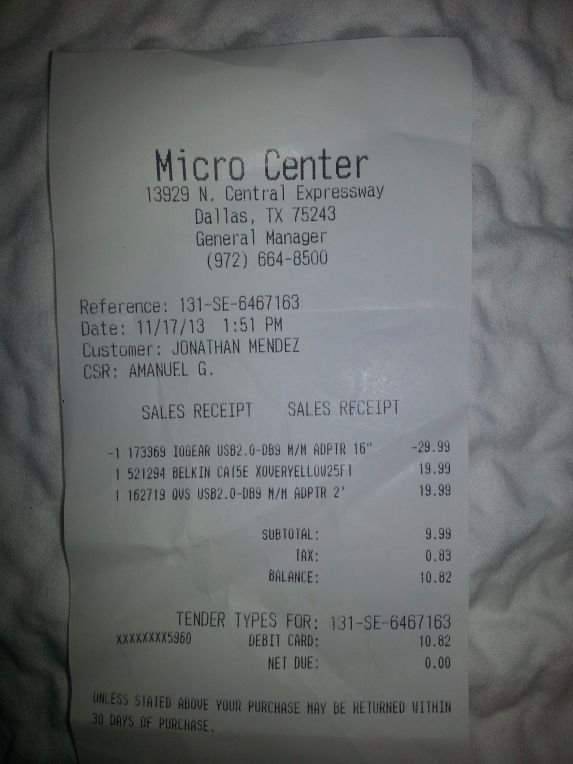 Micro Center
13929 N. Central Expressway
Dallas, TX 75243
General Manager
(972) 664-8500
Reference: 131-SE-6467163
Date: 11/17/13 1:51 PM
Customer: JONATHAN MENDEZ
CSR: AMANUEL G.
SALES RECEIPT SALES RECEIPT
-1 173369 IOGEAR USB2.0-DB9 M/M ADPTR 16" -29.99
1 521294 BELKIN CAT5E XOVERYELLOW25FT 19.99
1 162719 QVS USB2.0-DB9 M/M ADPTR 2' 19.99
SUBTOTAL: 9.99
TAX: 0.83
BALANCE: 10.82
TENDER TYPES FOR: 131-SE-6467163
XXXXXXXX5960 DEBIT CARD: 10.82
NET DUE: 0.00
UNLESS STATED ABOVE YOUR PURCHASE MAY BE RETURNED WITHIN
30 DAYS OF PURCHASE.